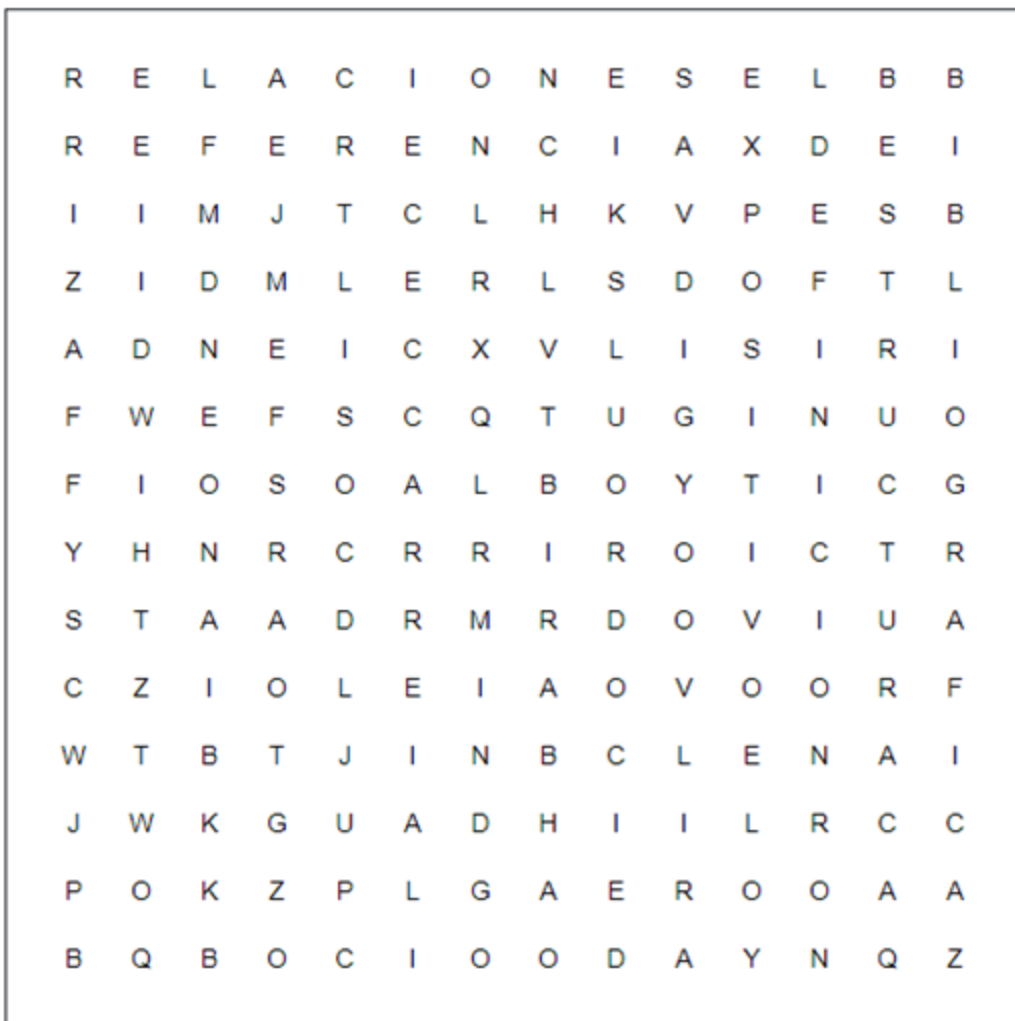 R E L A C I O N E S E L B B
R E F E R E N C I A X D E I
I I M J T C L H K V P E S B
Z I D M L E R L S D O F T L
A D N E I C X V L I S I R I
F W E F S C Q T U G I N U O
F I O S O A L B O Y T I C G
Y H N R C R R I R O I C T R
S T A A D R M R D O V I U A
C Z I O L E I A O V O O R F
W T B T J I N B C L E N A I
J W K G U A D H I I L R C C
P O K Z P L G A E R O O A A
B Q B O C I O O D A Y N Q Z